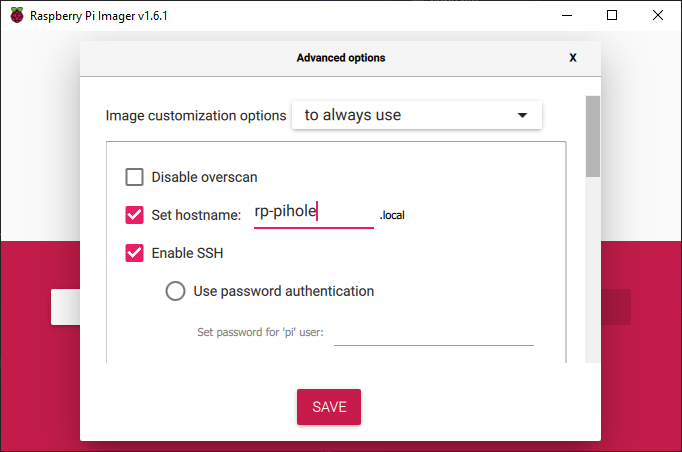 Raspberry Pi Imager v1.6.1
Advanced options X
Image customization options to always use
Disable overscan
Set hostname: rp-pihole .local
Enable SSH
Use password authentication
Set password for 'pi' user:
SAVE